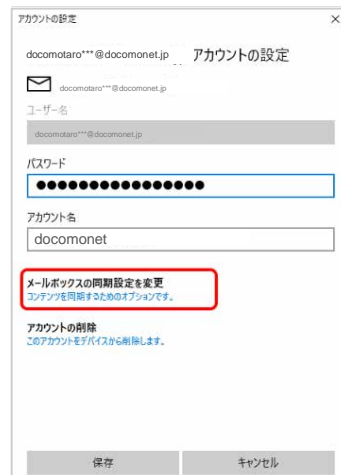 アカウントの設定
docomotaro***@docomonet.jp アカウントの設定
docomotaro***@docomonet.jp
ユーザー名
docomotaro***@docomonet.jp
パスワード
●●●●●●●●●●●●●●●●
アカウント名
docomonet
メールボックスの同期設定を変更
コンテンツを同期するためのオプションです。
アカウントの削除
このアカウントをデバイスから削除します。
保存 キャンセル